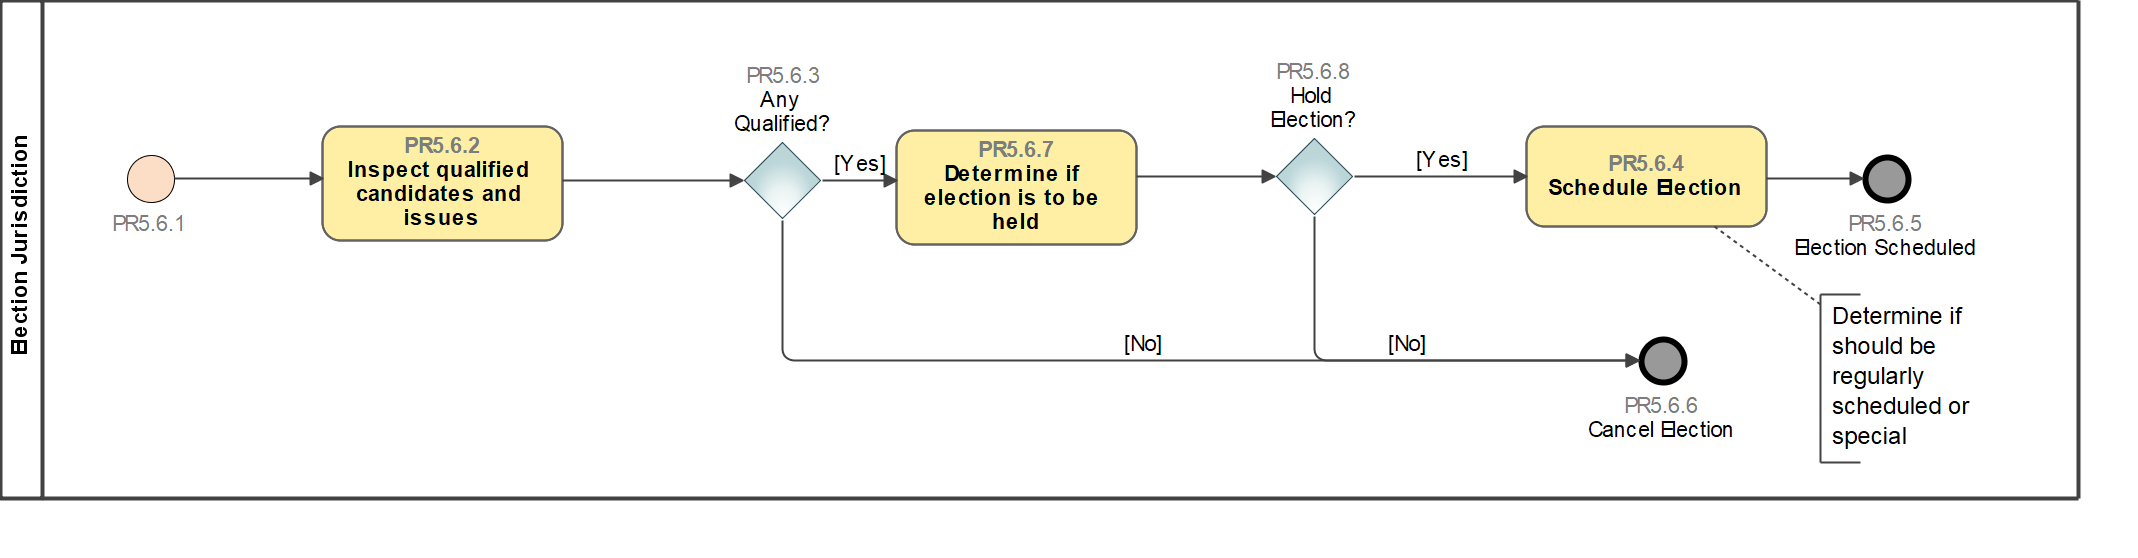 Election Jurisdiction
PR5.6.1
PR5.6.2
Inspect qualified
candidates and
issues
PR5.6.3
Any
Qualified?
[Yes]
PR5.6.7
Determine if
election is to be
held
PR5.6.8
Hold
Election?
[Yes]
PR5.6.4
Schedule Election
PR5.6.5
Election Scheduled
[No]
[No]
PR5.6.6
Cancel Election
Determine if
should be
regularly
scheduled or
special